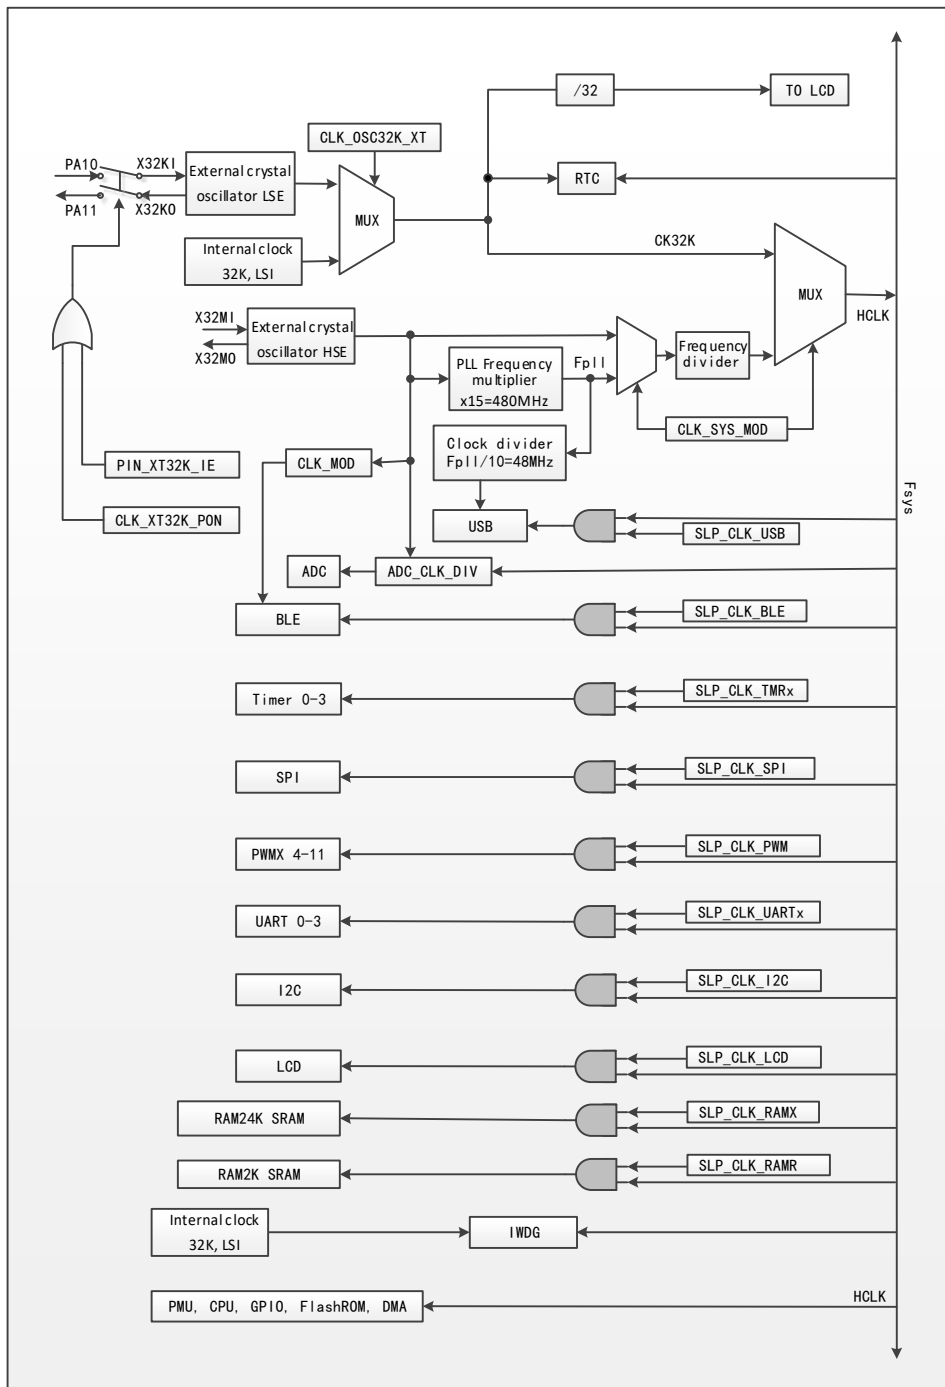 /32
TO LCD
CLK_OSC32K_XT
PA10
X32KI
External crystal
oscillator LSE
RTC
PA11
X32KO
MUX
Internal clock
32K, LSI
CK32K
MUX
HCLK
X32MI
X32MO
External crystal
oscillator HSE
PLL Frequency
multiplier
x15=480MHz
Fpll
Frequency
divider
CLK_SYS_MOD
Clock divider
Fpll/10=48MHz
CLK_MOD
PIN_XT32K_IE
CLK_XT32K_PON
Fsys
USB
SLP_CLK_USB
ADC
ADC_CLK_DIV
BLE
SLP_CLK_BLE
Timer 0-3
SLP_CLK_TMRx
SPI
SLP_CLK_SPI
PWMX 4-11
SLP_CLK_PWM
UART 0-3
SLP_CLK_UARTx
I2C
SLP_CLK_I2C
LCD
SLP_CLK_LCD
RAM24K SRAM
SLP_CLK_RAMX
RAM2K SRAM
SLP_CLK_RAMR
Internal clock
32K, LSI
IWDG
PMU, CPU, GPIO, FlashROM, DMA
HCLK